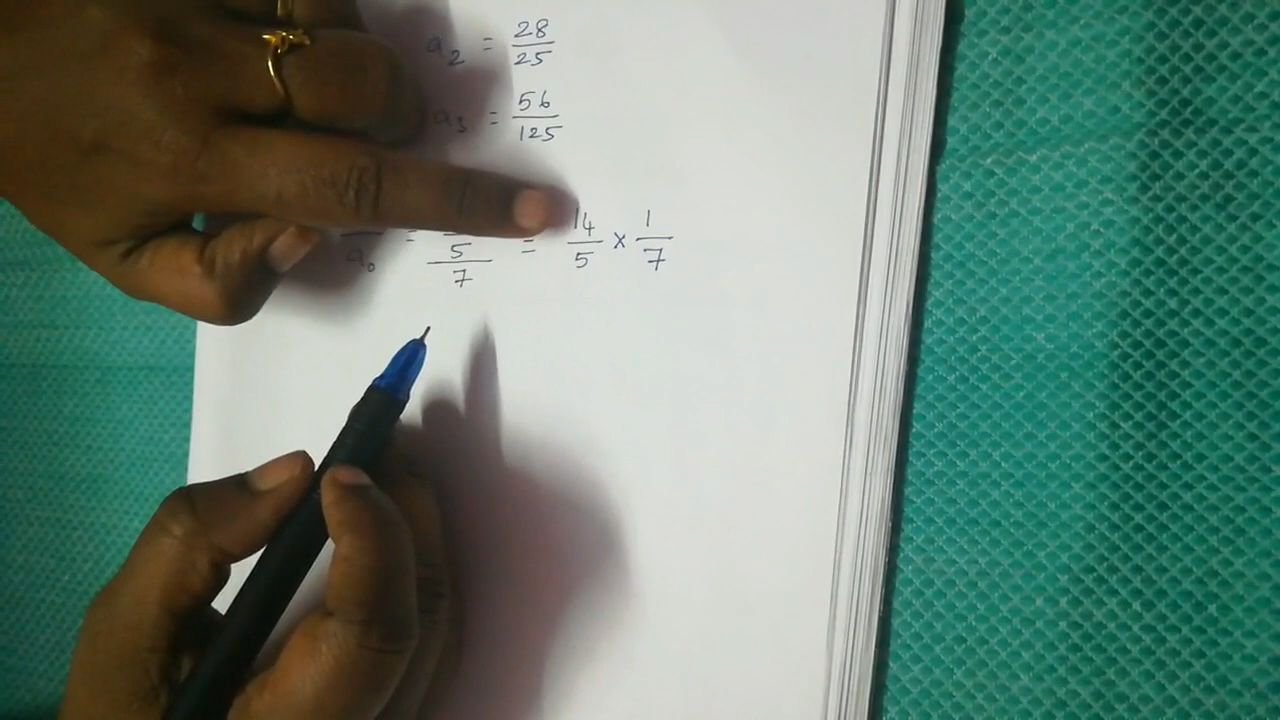 a₂ = 28/25
a₃ = 56/125
a₀ = 5/7 = 14/5 × 1/7